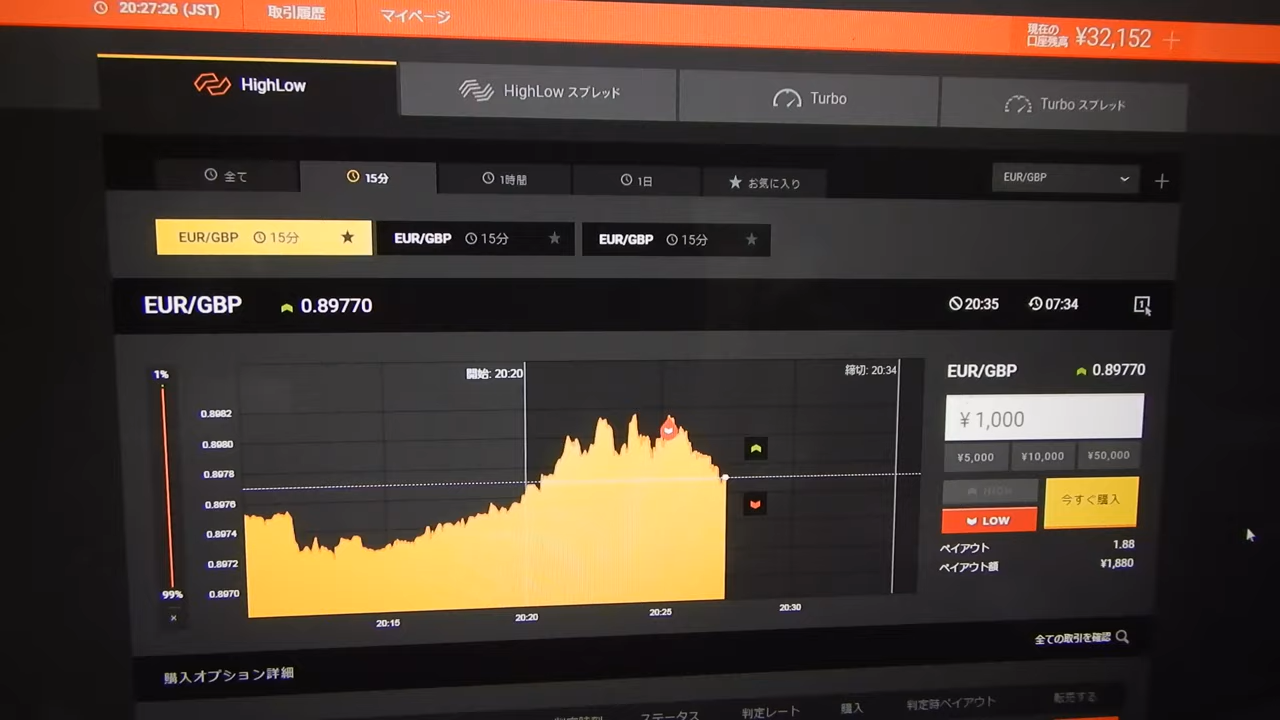 20:27:26 (JST) 取引履歴 マイページ
現在の
口座残高 ¥32,152
HighLow HighLow スプレッド Turbo Turbo スプレッド
全て 15分 1時間 1日 お気に入り EUR/GBP
EUR/GBP 15分 EUR/GBP 15分 EUR/GBP 15分
EUR/GBP 0.89770 20:35 07:34
1%
99%
開始: 20:20
締切: 20:34
0.8982
0.8980
0.8978
0.8976
0.8974
0.8972
0.8970
20:15 20:20 20:25 20:30
EUR/GBP 0.89770
¥ 1,000
¥5,000 ¥10,000 ¥50,000
HIGH
LOW
今すぐ購入
ペイアウト 1.88
ペイアウト額 ¥1,880
全ての取引を確認
購入オプション詳細
判定時刻 ステータス 判定レート 購入 判定時ペイアウト 転売する